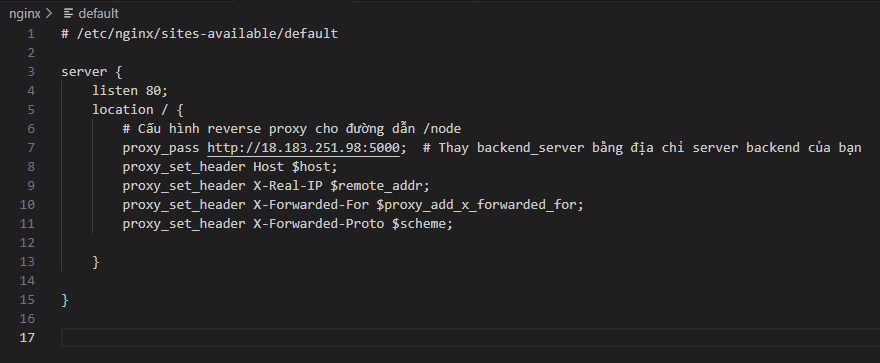 nginx > default
1 # /etc/nginx/sites-available/default
2
3 server {
4 listen 80;
5 location / {
6 # Cấu hình reverse proxy cho đường dẫn /node
7 proxy_pass http://18.183.251.98:5000; # Thay backend_server bằng địa chỉ server backend của bạn
8 proxy_set_header Host $host;
9 proxy_set_header X-Real-IP $remote_addr;
10 proxy_set_header X-Forwarded-For $proxy_add_x_forwarded_for;
11 proxy_set_header X-Forwarded-Proto $scheme;
12
13 }
14
15 }
16
17